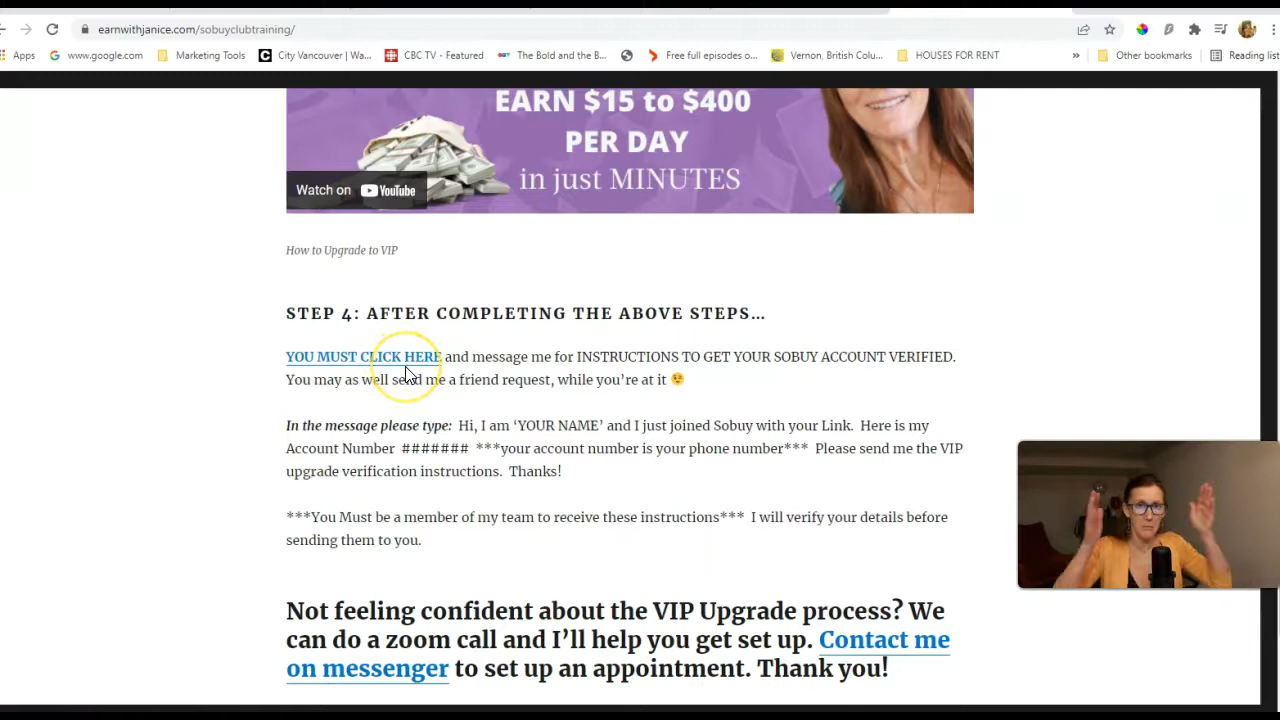 earnwithjanice.com/sobuyclubtraining/
Apps www.google.com Marketing Tools City Vancouver | Wa... CBC TV - Featured The Bold and the B... Free full episodes o... Vernon, British Colu... HOUSES FOR RENT » Other bookmarks Reading list
EARN $15 to $400
PER DAY
in just MINUTES
Watch on YouTube
How to Upgrade to VIP
STEP 4: AFTER COMPLETING THE ABOVE STEPS...
YOU MUST CLICK HERE and message me for INSTRUCTIONS TO GET YOUR SOBUY ACCOUNT VERIFIED.
You may as well send me a friend request, while you're at it 😉
In the message please type: Hi, I am ‘YOUR NAME’ and I just joined Sobuy with your Link. Here is my
Account Number ####### ***your account number is your phone number*** Please send me the VIP
upgrade verification instructions. Thanks!
***You Must be a member of my team to receive these instructions*** I will verify your details before
sending them to you.
Not feeling confident about the VIP Upgrade process? We
can do a zoom call and I'll help you get set up. Contact me
on messenger to set up an appointment. Thank you!